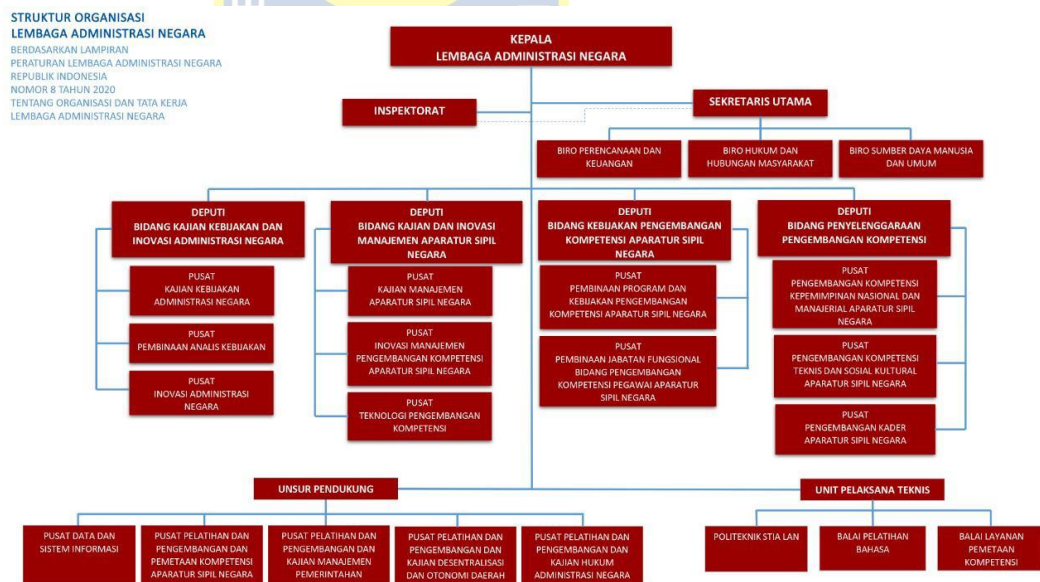 STRUKTUR ORGANISASI
LEMBAGA ADMINISTRASI NEGARA
BERDASARKAN LAMPIRAN
PERATURAN LEMBAGA ADMINISTRASI NEGARA
REPUBLIK INDONESIA
NOMOR 8 TAHUN 2020
TENTANG ORGANISASI DAN TATA KERJA
LEMBAGA ADMINISTRASI NEGARA
KEPALA
LEMBAGA ADMINISTRASI NEGARA
INSPEKTORAT
SEKRETARIS UTAMA
BIRO PERENCANAAN DAN
KEUANGAN
BIRO HUKUM DAN
HUBUNGAN MASYARAKAT
BIRO SUMBER DAYA MANUSIA
DAN UMUM
DEPUTI
BIDANG KAJIAN KEBIJAKAN DAN
INOVASI ADMINISTRASI NEGARA
PUSAT
KAJIAN KEBIJAKAN
ADMINISTRASI NEGARA
PUSAT
PEMBINAAN ANALIS KEBIJAKAN
PUSAT
INOVASI ADMINISTRASI
NEGARA
DEPUTI
BIDANG KAJIAN DAN INOVASI
MANAJEMEN APARATUR SIPIL
NEGARA
PUSAT
KAJIAN MANAJEMEN
APARATUR SIPIL NEGARA
PUSAT
INOVASI MANAJEMEN
PENGEMBANGAN KOMPETENSI
APARATUR SIPIL NEGARA
PUSAT
TEKNOLOGI PENGEMBANGAN
KOMPETENSI
DEPUTI
BIDANG KEBIJAKAN PENGEMBANGAN
KOMPETENSI APARATUR SIPIL
NEGARA
PUSAT
PEMBINAAN PROGRAM DAN
KEBIJAKAN PENGEMBANGAN
KOMPETENSI APARATUR SIPIL NEGARA
PUSAT
PEMBINAAN JABATAN FUNGSIONAL
BIDANG PENGEMBANGAN
KOMPETENSI PEGAWAI APARATUR
SIPIL NEGARA
DEPUTI
BIDANG PENYELENGGARAAN
PENGEMBANGAN KOMPETENSI
PUSAT
PENGEMBANGAN KOMPETENSI
KEPEMIMPINAN NASIONAL DAN
MANAJERIAL APARATUR SIPIL
NEGARA
PUSAT
PENGEMBANGAN KOMPETENSI
TEKNIS DAN SOSIAL KULTURAL
APARATUR SIPIL NEGARA
PUSAT
PENGEMBANGAN KADER
APARATUR SIPIL NEGARA
UNSUR PENDUKUNG
PUSAT DATA DAN
SISTEM INFORMASI
PUSAT PELATIHAN DAN
PENGEMBANGAN DAN
PEMETAAN KOMPETENSI
APARATUR SIPIL NEGARA
PUSAT PELATIHAN DAN
PENGEMBANGAN DAN
KAJIAN MANAJEMEN
PEMERINTAHAN
PUSAT PELATIHAN DAN
PENGEMBANGAN DAN
KAJIAN DESENTRALISASI
DAN OTONOMI DAERAH
PUSAT PELATIHAN DAN
PENGEMBANGAN DAN
KAJIAN HUKUM
ADMINISTRASI NEGARA
UNIT PELAKSANA TEKNIS
POLITEKNIK STIA LAN
BALAI PELATIHAN
BAHASA
BALAI LAYANAN
PEMETAAN
KOMPETENSI